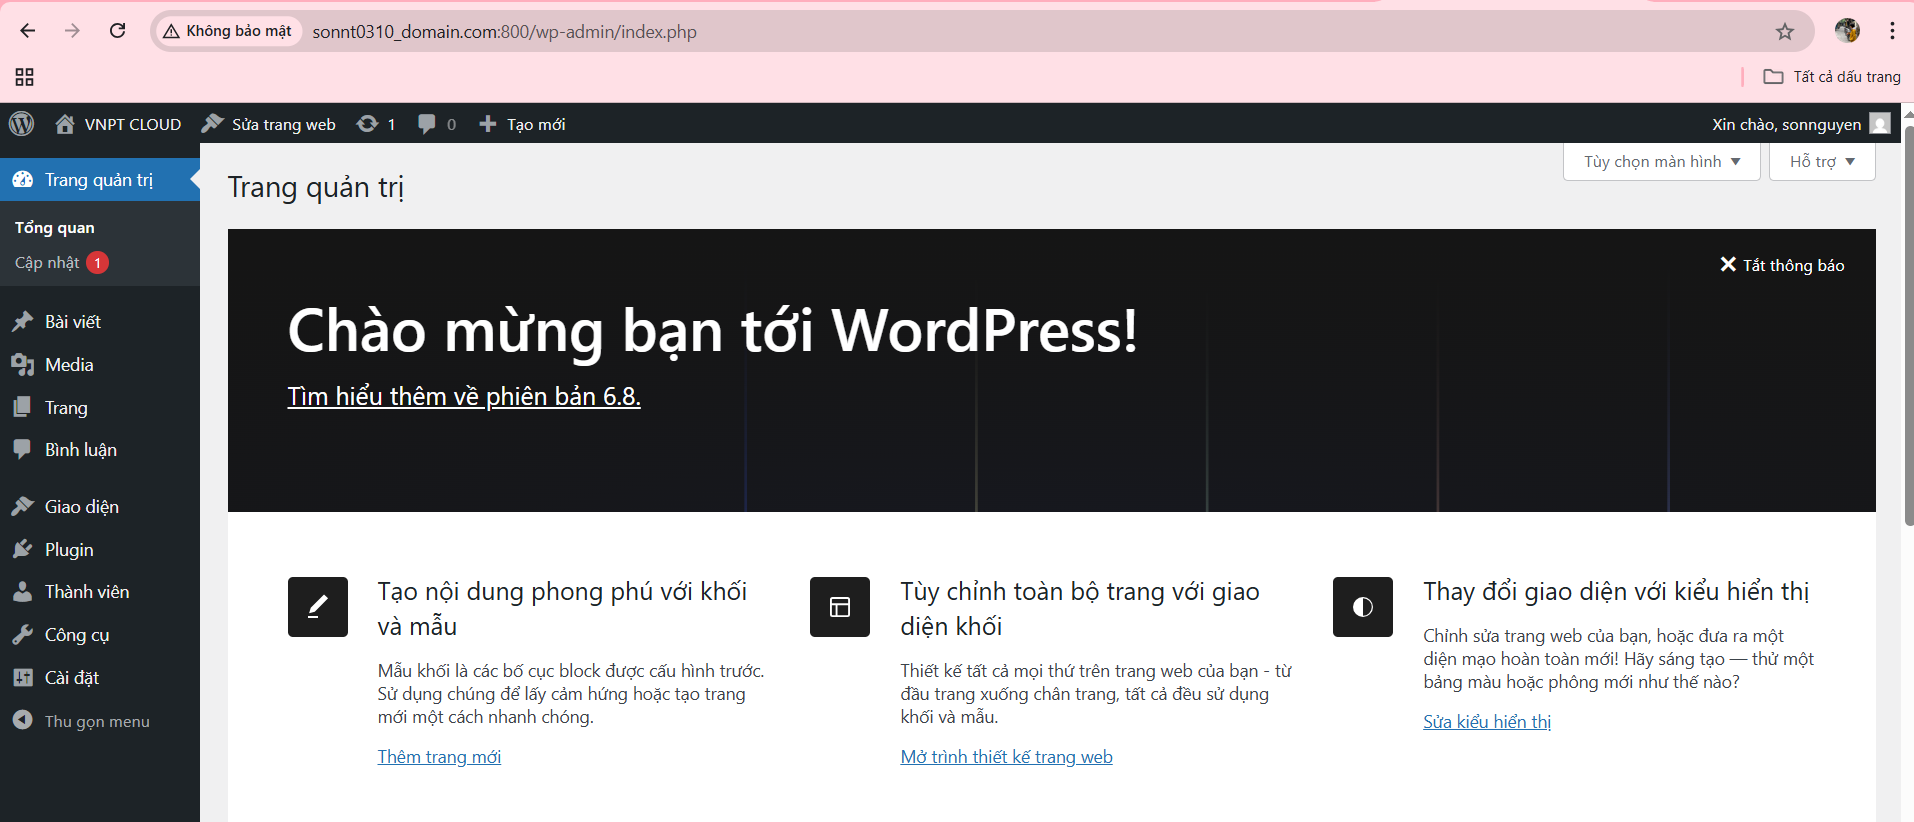 Không bảo mật
sonnt0310_domain.com:800/wp-admin/index.php
Tất cả dấu trang
VNPT CLOUD
Sửa trang web
1
0
Tạo mới
Xin chào, sonnguyen
Trang quản trị
Tổng quan
Cập nhật 1
Bài viết
Media
Trang
Bình luận
Giao diện
Plugin
Thành viên
Công cụ
Cài đặt
Thu gọn menu
Tùy chọn màn hình
Hỗ trợ
Trang quản trị
Tắt thông báo
Chào mừng bạn tới WordPress!
Tìm hiểu thêm về phiên bản 6.8.
Tạo nội dung phong phú với khối
và mẫu
Mẫu khối là các bố cục block được cấu hình trước.
Sử dụng chúng để lấy cảm hứng hoặc tạo trang
mới một cách nhanh chóng.
Thêm trang mới
Tùy chỉnh toàn bộ trang với giao
diện khối
Thiết kế tất cả mọi thứ trên trang web của bạn - từ
đầu trang xuống chân trang, tất cả đều sử dụng
khối và mẫu.
Mở trình thiết kế trang web
Thay đổi giao diện với kiểu hiển thị
Chỉnh sửa trang web của bạn, hoặc đưa ra một
diện mạo hoàn toàn mới! Hãy sáng tạo — thử một
bảng màu hoặc phông mới như thế nào?
Sửa kiểu hiển thị